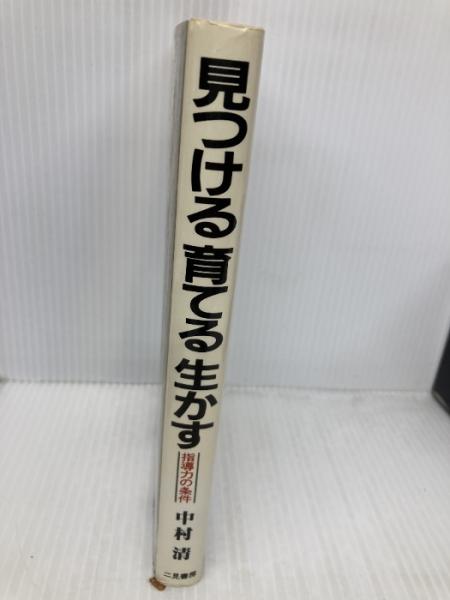 見つける 育てる 生かす
指導力の条件
中村 清
二見書房